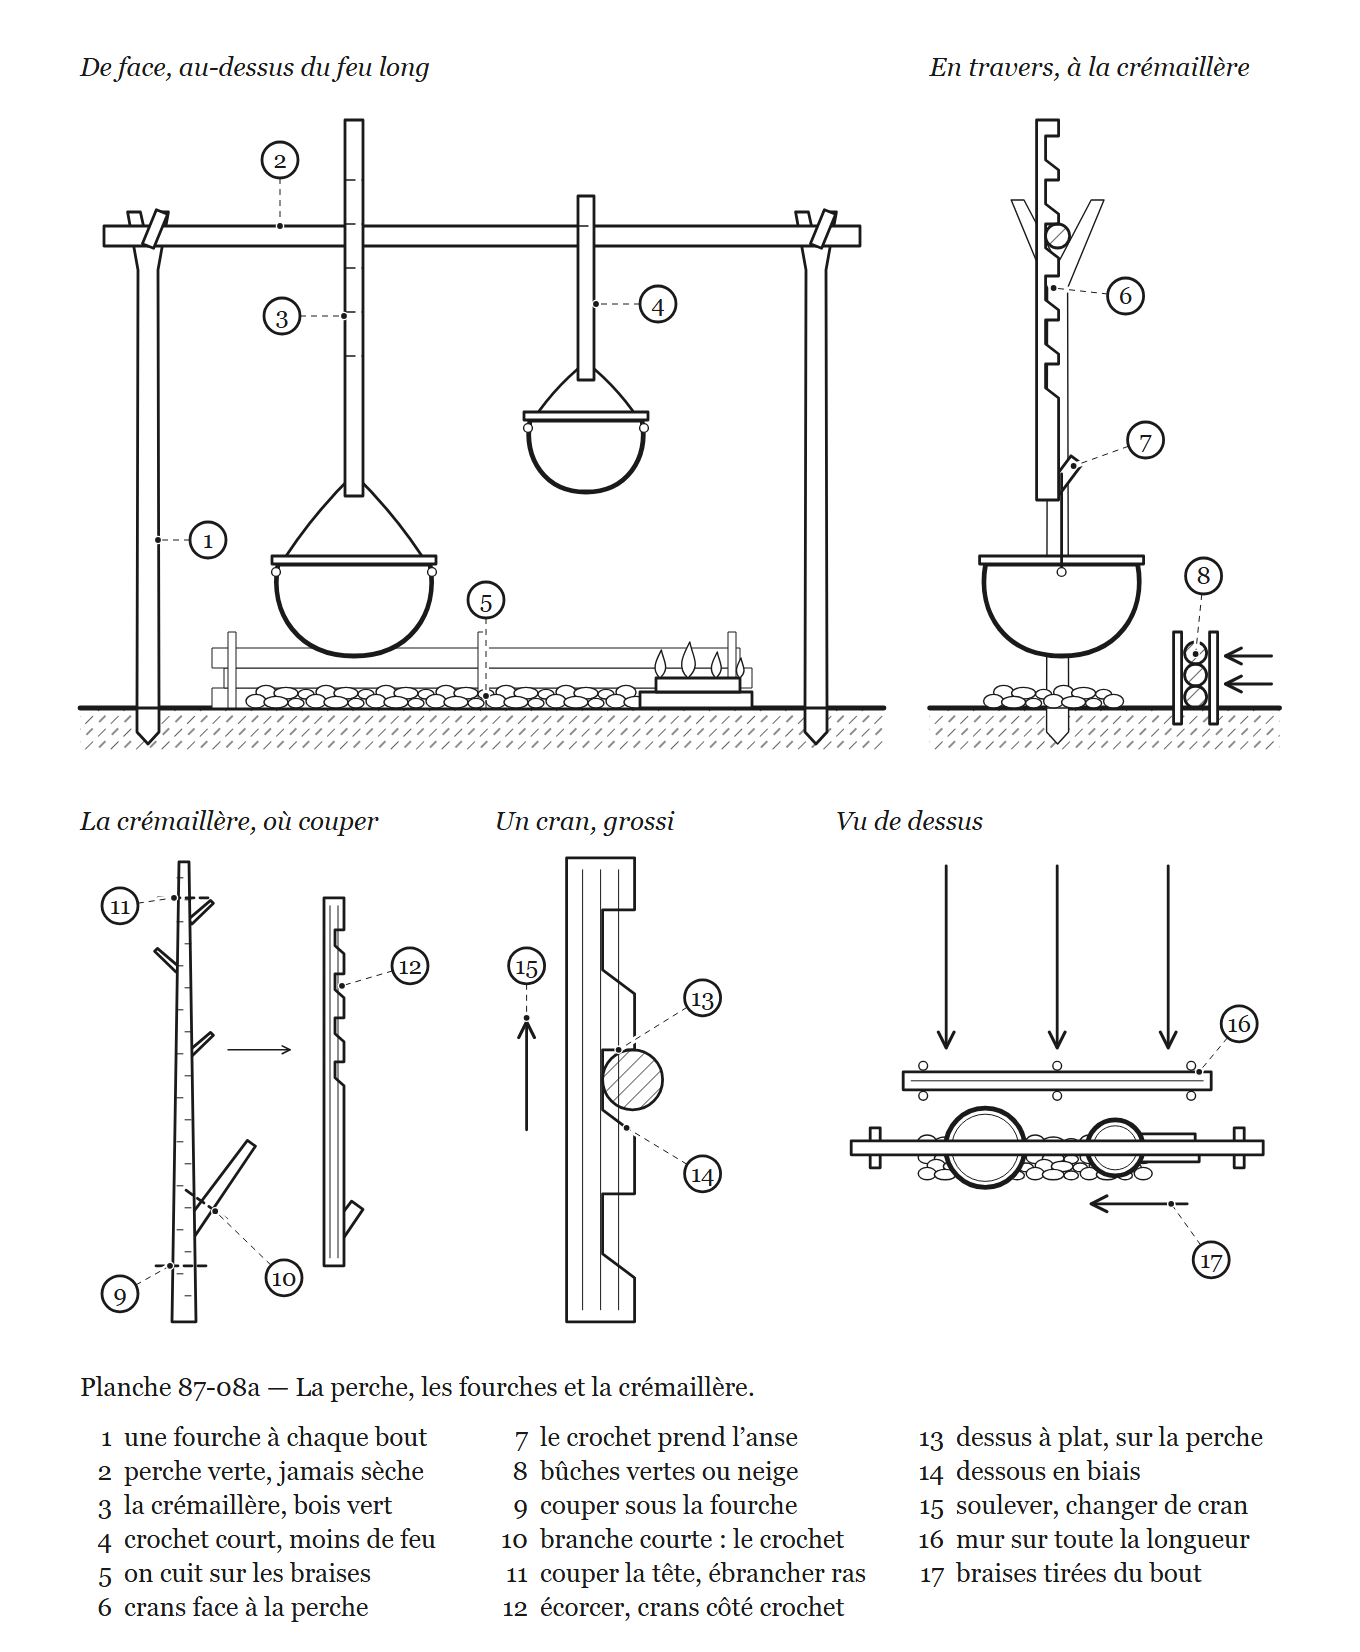 De face, au-dessus du feu long
En travers, à la crémaillère
2
3
4
1
5
6
7
8
La crémaillère, où couper
Un cran, grossi
Vu de dessus
11
12
10
9
15
13
14
16
17
Planche 87-08a — La perche, les fourches et la crémaillère.
1 une fourche à chaque bout
2 perche verte, jamais sèche
3 la crémaillère, bois vert
4 crochet court, moins de feu
5 on cuit sur les braises
6 crans face à la perche
7 le crochet prend l’anse
8 bûches vertes ou neige
9 couper sous la fourche
10 branche courte : le crochet
11 couper la tête, ébrancher ras
12 écorcer, crans côté crochet
13 dessus à plat, sur la perche
14 dessous en biais
15 soulever, changer de cran
16 mur sur toute la longueur
17 braises tirées du bout